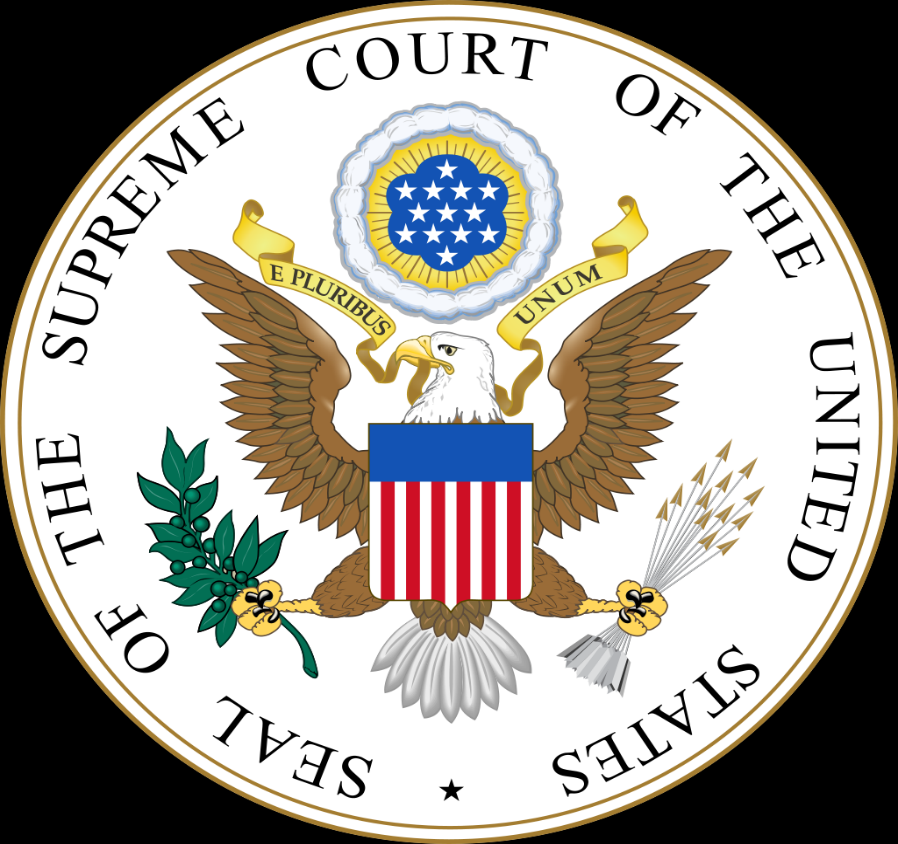 SEAL OF THE SUPREME COURT OF THE UNITED STATES
E PLURIBUS UNUM